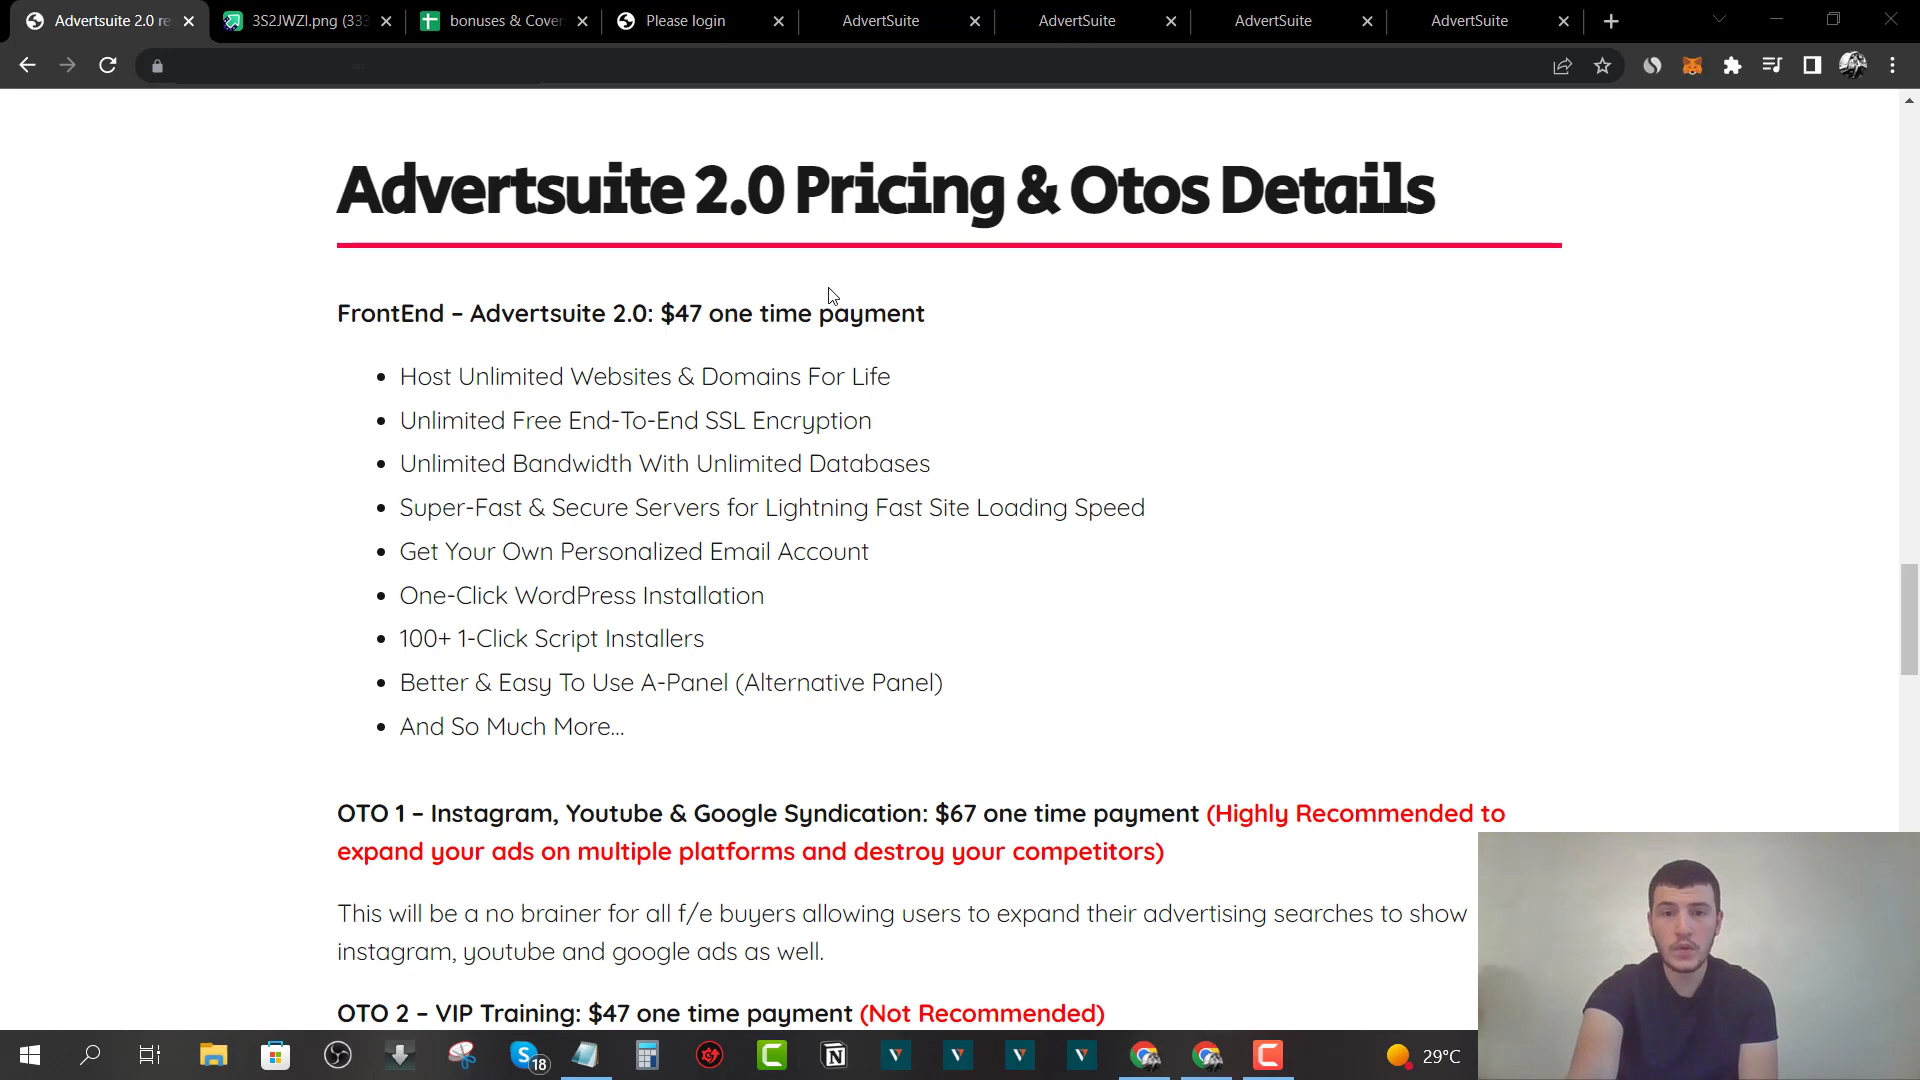 Advertsuite 2.0 re
3S2JWZI.png (333
bonuses & Cover
Please login
AdvertSuite
AdvertSuite
AdvertSuite
AdvertSuite
Advertsuite 2.0 Pricing & Otos Details
FrontEnd – Advertsuite 2.0: $47 one time payment
• Host Unlimited Websites & Domains For Life
• Unlimited Free End-To-End SSL Encryption
• Unlimited Bandwidth With Unlimited Databases
• Super-Fast & Secure Servers for Lightning Fast Site Loading Speed
• Get Your Own Personalized Email Account
• One-Click WordPress Installation
• 100+ 1-Click Script Installers
• Better & Easy To Use A-Panel (Alternative Panel)
• And So Much More...
OTO 1 – Instagram, Youtube & Google Syndication: $67 one time payment (Highly Recommended to
expand your ads on multiple platforms and destroy your competitors)
This will be a no brainer for all f/e buyers allowing users to expand their advertising searches to show
instagram, youtube and google ads as well.
OTO 2 – VIP Training: $47 one time payment (Not Recommended)
18
29°C